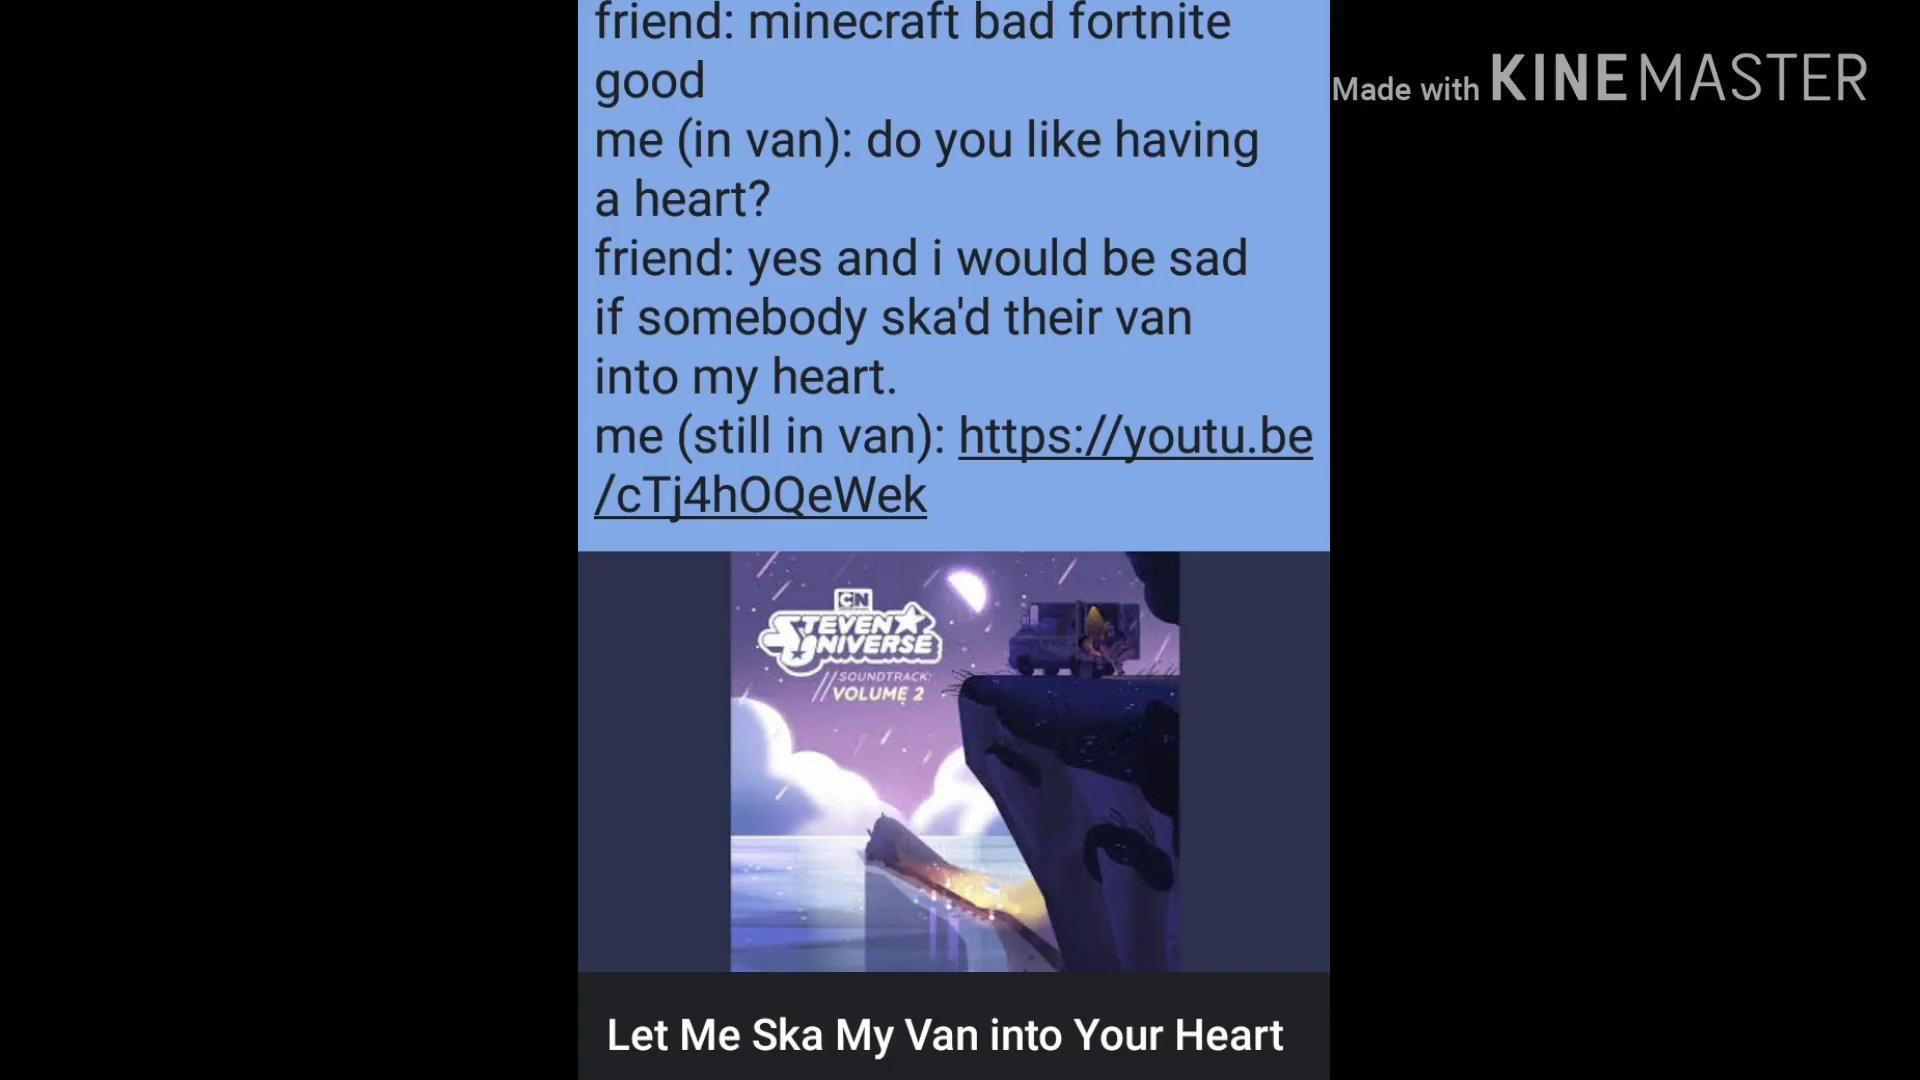 friend: minecraft bad fortnite
good
me (in van): do you like having
a heart?
friend: yes and i would be sad
if somebody ska'd their van
into my heart.
me (still in van): https://youtu.be
/cTj4hOQeWek
Made with KINEMASTER
CN
STEVEN
UNIVERSE
// SOUNDTRACK:
VOLUME 2
Let Me Ska My Van into Your Heart